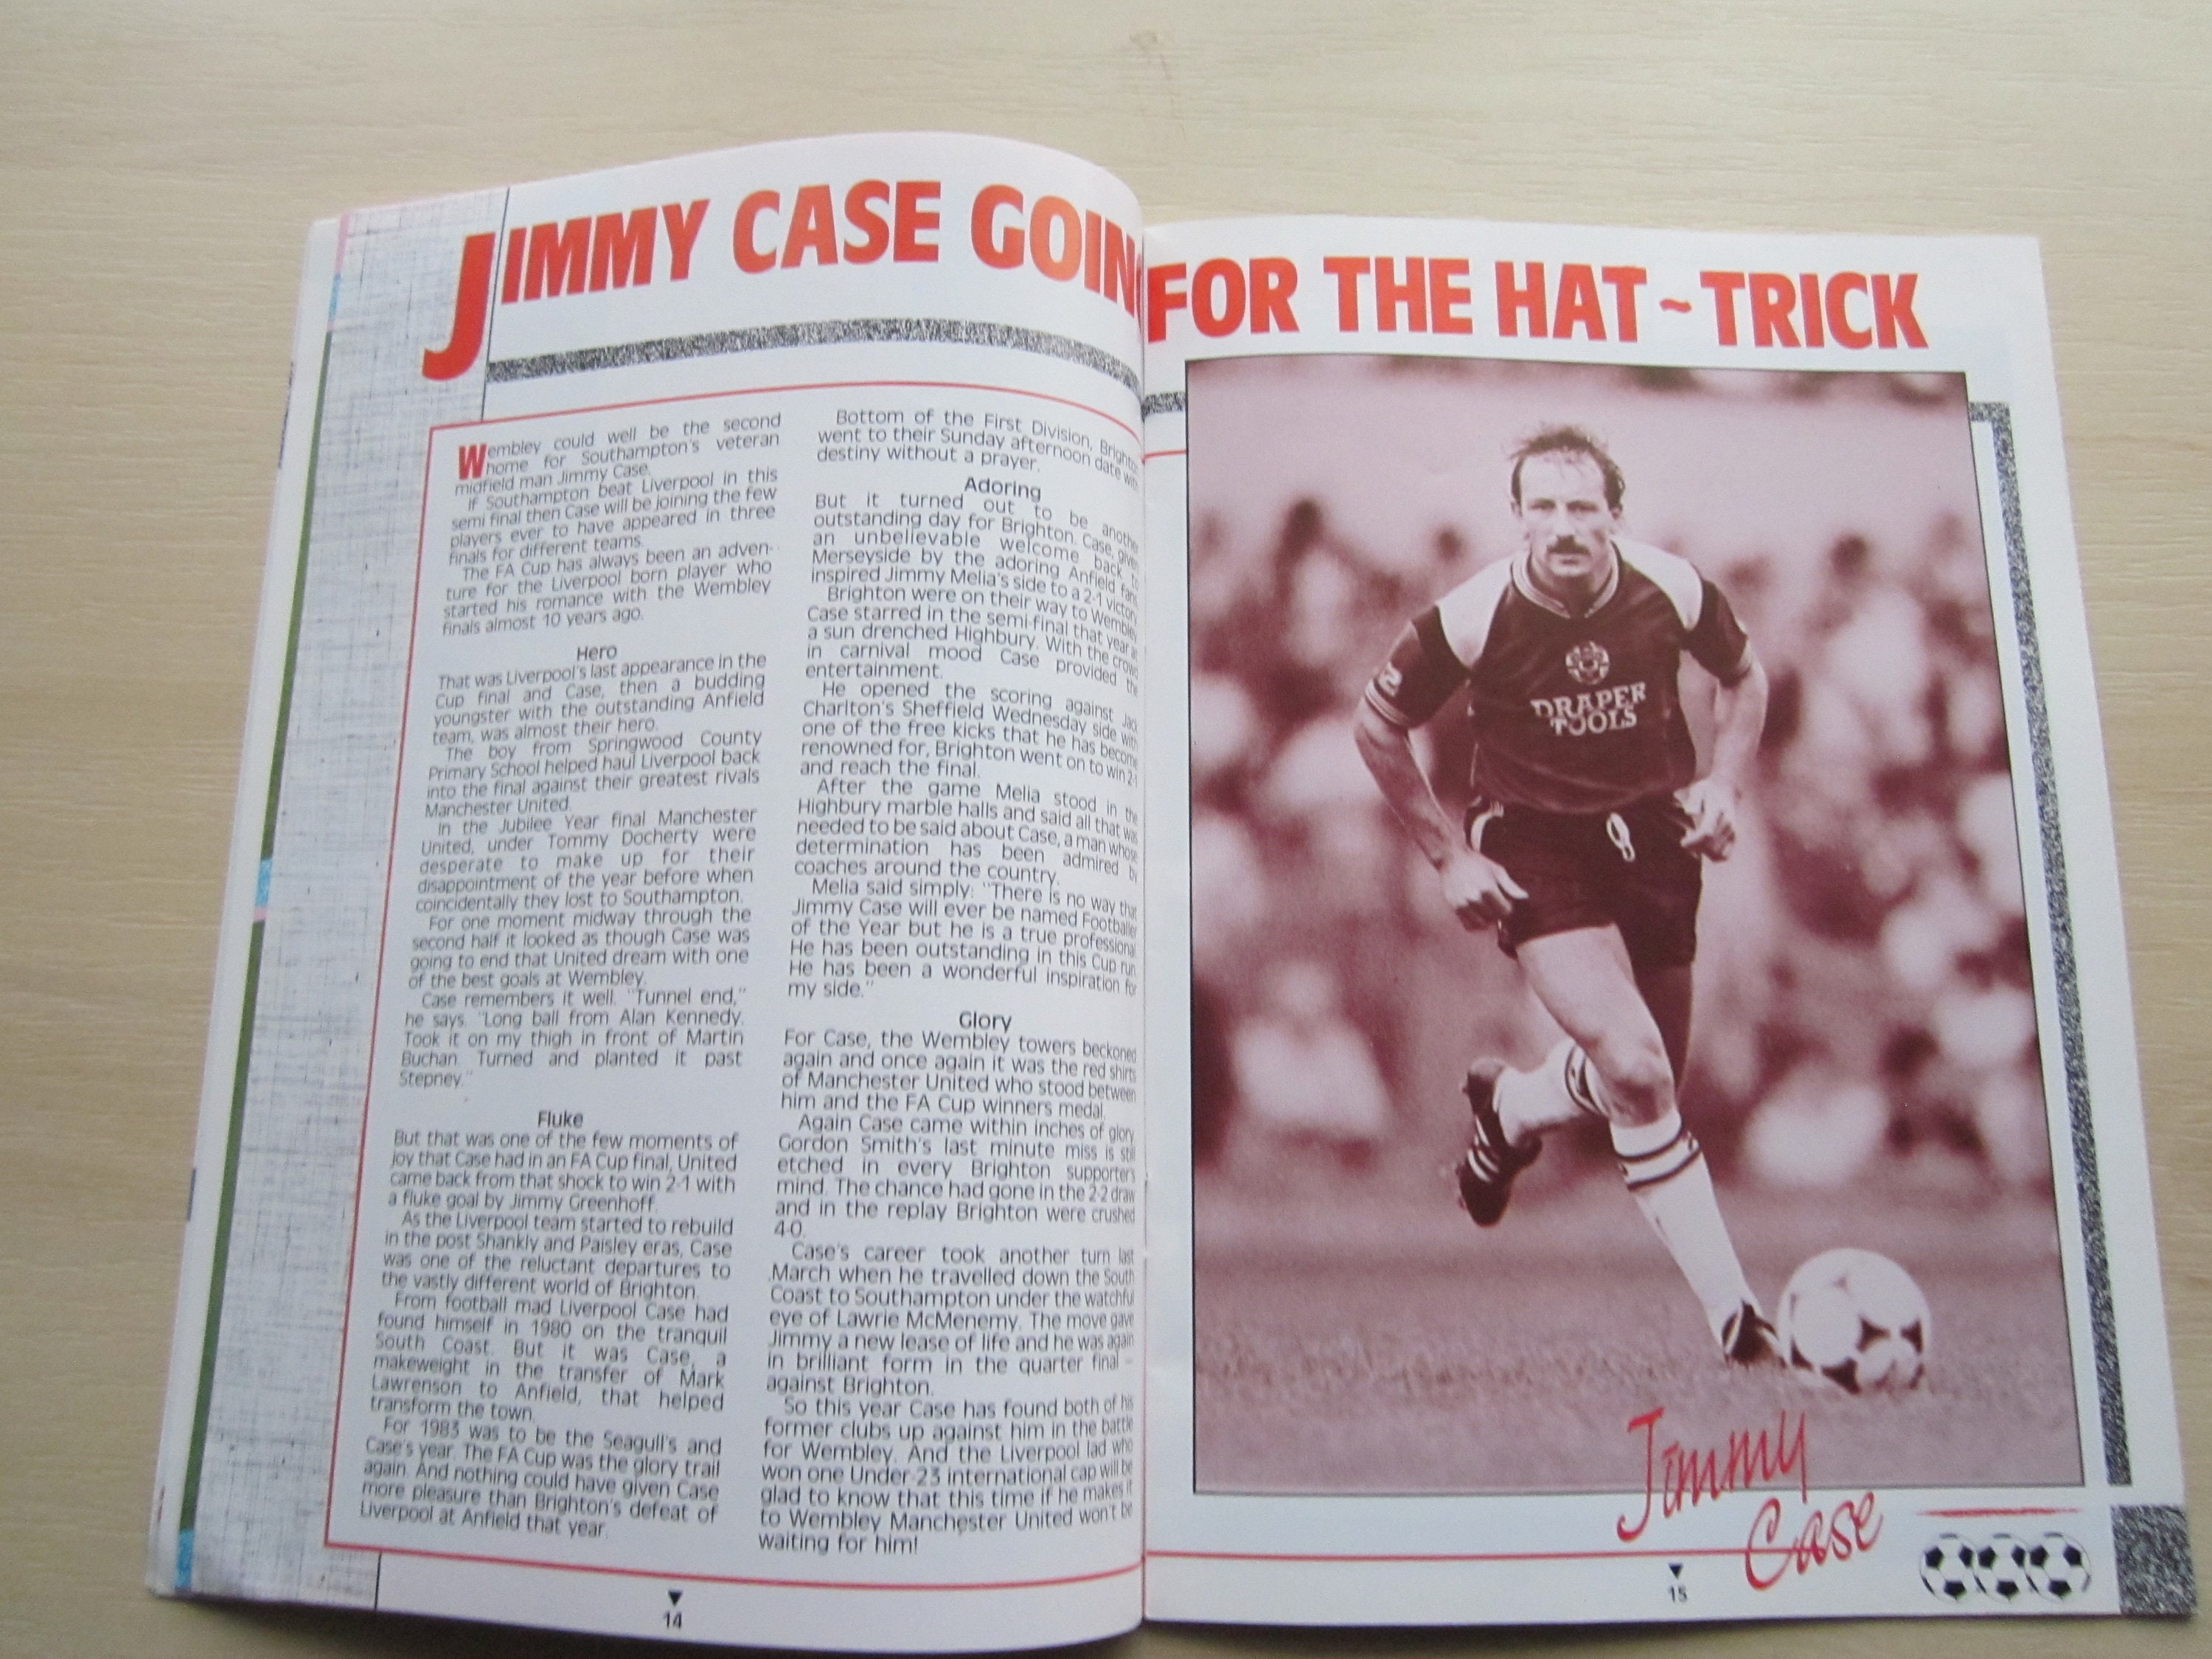 JIMMY CASE GOIN FOR THE HAT~TRICK
Wembley could well be the second
home for Southampton's veteran
midfield man Jimmy Case.
If Southampton beat Liverpool in this
semi final then Case will be joining the few
players ever to have appeared in three
finals for different teams.
The FA Cup has always been an adven-
ture for the Liverpool born player who
started his romance with the Wembley
finals almost 10 years ago.
Hero
That was Liverpool's last appearance in the
Cup final and Case, then a budding
youngster with the outstanding Anfield
team, was almost their hero.
The boy from Springwood County
Primary School helped haul Liverpool back
into the final against their greatest rivals
Manchester United.
In the Jubilee Year final Manchester
United, under Tommy Docherty were
desperate to make up for their
disappointment of the year before when
coincidentally they lost to Southampton.
For one moment midway through the
second half it looked as though Case was
going to end that United dream with one
of the best goals at Wembley.
Case remembers it well. "Tunnel end,"
he says. "Long ball from Alan Kennedy.
Took it on my thigh in front of Martin
Buchan. Turned and planted it past
Stepney."
Fluke
But that was one of the few moments of
joy that Case had in an FA Cup final, United
came back from that shock to win 2-1 with
a fluke goal by Jimmy Greenhoff.
As the Liverpool team started to rebuild
in the post Shankly and Paisley eras, Case
was one of the reluctant departures to
the vastly different world of Brighton.
From football mad Liverpool Case had
found himself in 1980 on the tranquil
South Coast. But it was Case, a
makeweight in the transfer of Mark
Lawrenson to Anfield, that helped
transform the town.
For 1983 was to be the Seagull's and
Case's year. The FA Cup was the glory trail
again. And nothing could have given Case
more pleasure than Brighton's defeat of
Liverpool at Anfield that year.
Bottom of the First Division, Brighton
went to their Sunday afternoon date with
destiny without a prayer.
Adoring
But it turned out to be another
outstanding day for Brighton. Case, given
an unbelievable welcome back to
Merseyside by the adoring Anfield fans
inspired Jimmy Melia's side to a 2-1 victory.
Brighton were on their way to Wembley
Case starred in the semi-final that year at
a sun drenched Highbury. With the crowd
in carnival mood Case provided the
entertainment.
He opened the scoring against Jack
Charlton's Sheffield Wednesday side with
one of the free kicks that he has become
renowned for, Brighton went on to win 2-1
and reach the final.
After the game Melia stood in the
Highbury marble halls and said all that was
needed to be said about Case, a man whose
determination has been admired by
coaches around the country.
Melia said simply: "There is no way that
Jimmy Case will ever be named Footballer
of the Year but he is a true professional.
He has been outstanding in this Cup run.
He has been a wonderful inspiration for
my side."
Glory
For Case, the Wembley towers beckoned
again and once again it was the red shirts
of Manchester United who stood between
him and the FA Cup winners medal.
Again Case came within inches of glory
Gordon Smith's last minute miss is still
etched in every Brighton supporters
mind. The chance had gone in the 2-2 draw
and in the replay Brighton were crushed
4-0.
Case's career took another turn last
March when he travelled down the South
Coast to Southampton under the watchful
eye of Lawrie McMenemy. The move gave
Jimmy a new lease of life and he was again
in brilliant form in the quarter final –
against Brighton.
So this year Case has found both of his
former clubs up against him in the battle
for Wembley. And the Liverpool lad who
won one Under-23 international cap will be
glad to know that this time if he makes it
to Wembley Manchester United won't be
waiting for him!
14
DRAPER
TOOLS
Jimmy
Case
15